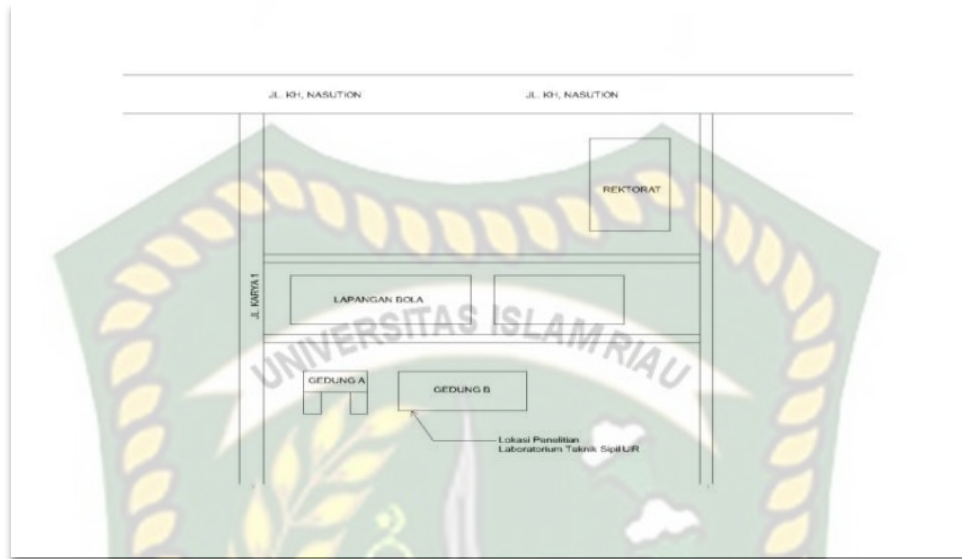 JL. KH, NASUTION
JL. KH, NASUTION
REKTORAT
JL. KARYA 1
LAPANGAN BOLA
UNIVERSITAS ISLAM RIAU
GEDUNG A
GEDUNG B
Lokasi Penelitian
Laboratorium Teknik Sipil UIR